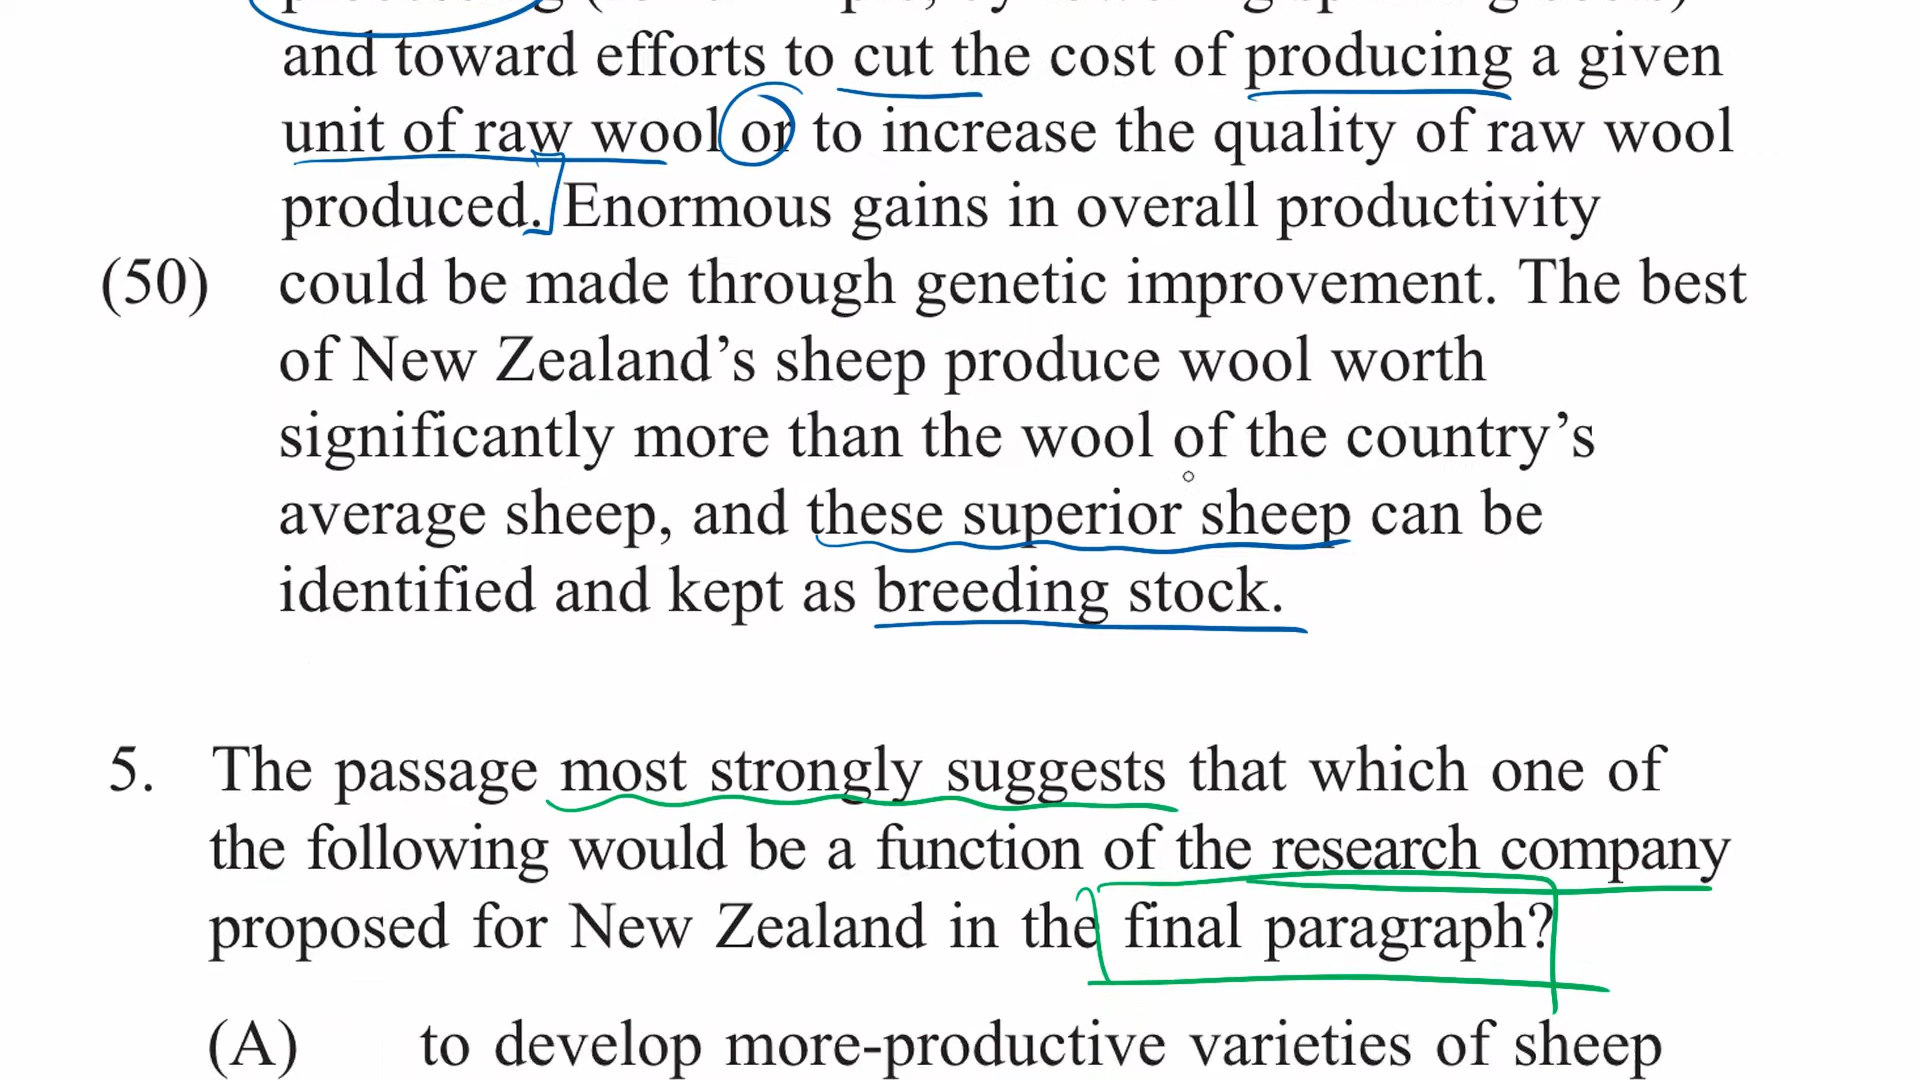 and toward efforts to cut the cost of producing a given
unit of raw wool or to increase the quality of raw wool
produced. Enormous gains in overall productivity
(50) could be made through genetic improvement. The best
of New Zealand’s sheep produce wool worth
significantly more than the wool of the country’s
average sheep, and these superior sheep can be
identified and kept as breeding stock.
5. The passage most strongly suggests that which one of
the following would be a function of the research company
proposed for New Zealand in the final paragraph?
(A) to develop more-productive varieties of sheep